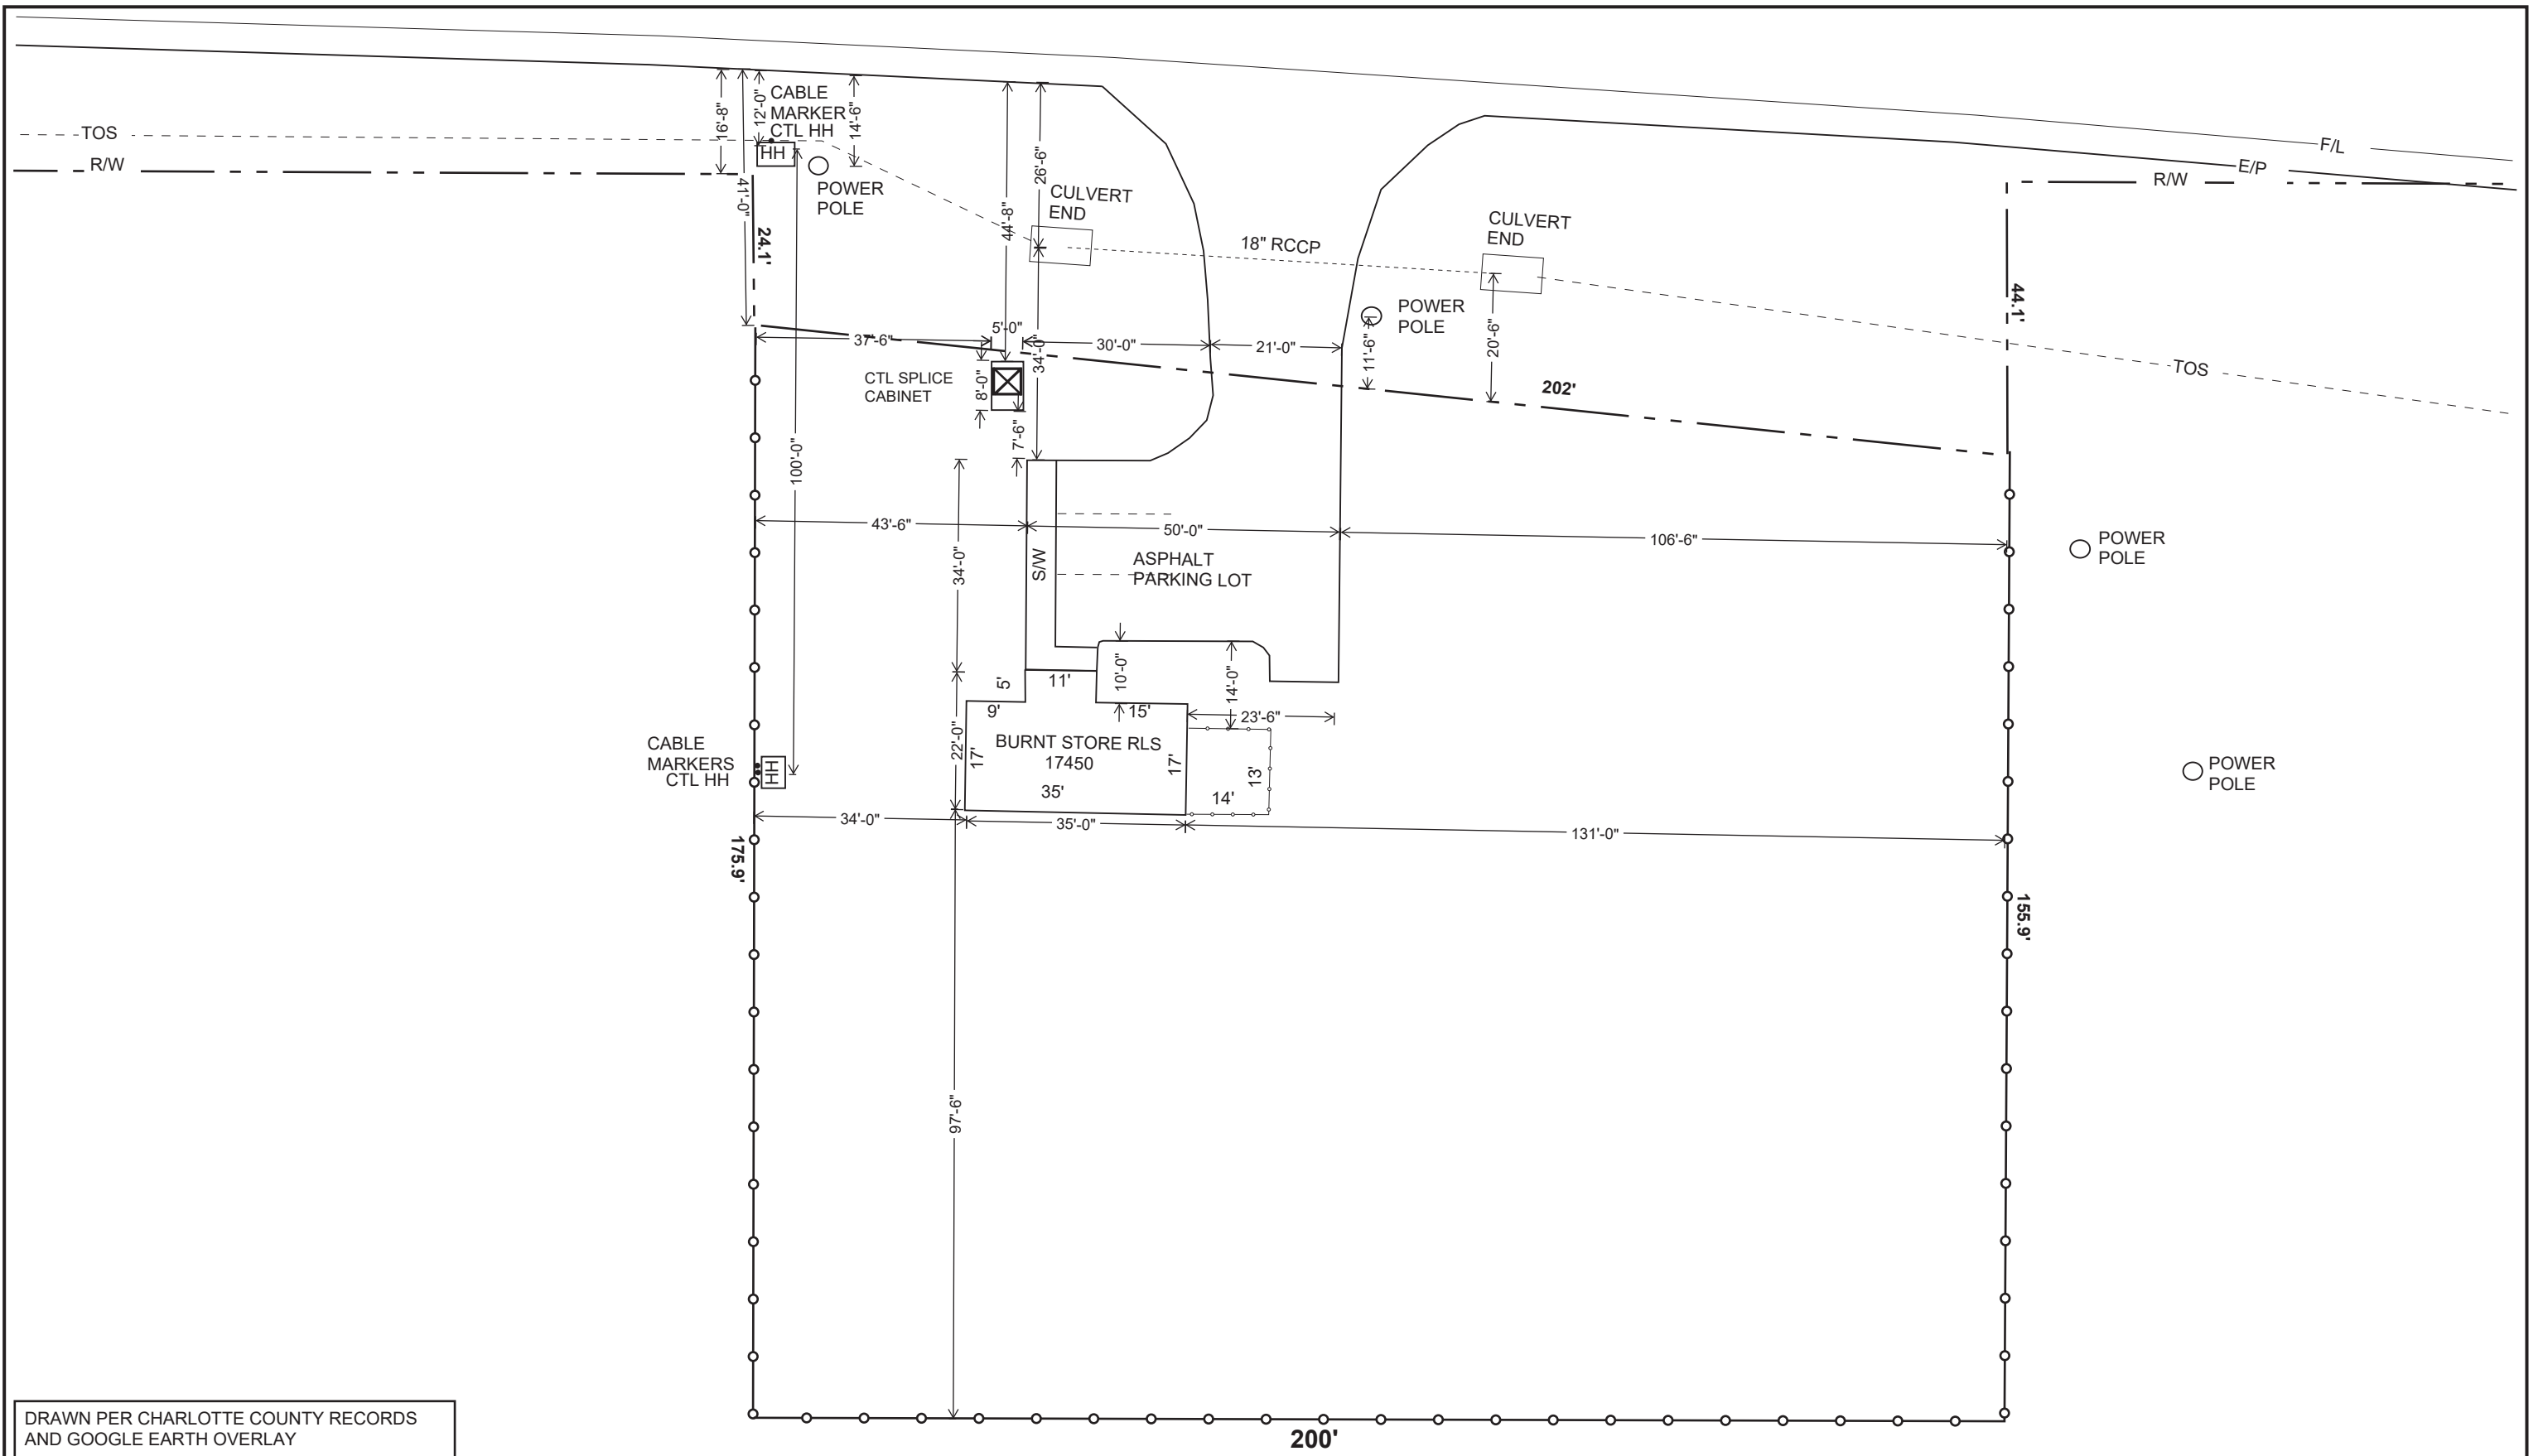 F/L
E/P
R/W
TOS
R/W
16'-8"
41'-0"
12'-0"
CABLE
MARKER
CTL HH
HH
14'-6"
POWER
POLE
24.1'
44'-8"
26'-6"
CULVERT
END
18" RCCP
CULVERT
END
POWER
POLE
11'-6"
20'-6"
44.1'
TOS
202'
37'-6"
5'-0"
34'-0"
30'-0"
21'-0"
CTL SPLICE
CABINET
8'-0"
7'-6"
100'-0"
43'-6"
50'-0"
106'-6"
34'-0"
S/W
ASPHALT
PARKING LOT
POWER
POLE
5'
11'
10'-0"
14'-0"
9'
15'
23'-6"
22'-0"
17'
BURNT STORE RLS
17450
35'
17'
13'
14'
CABLE
MARKERS
CTL HH
HH
POWER
POLE
34'-0"
35'-0"
131'-0"
175.9'
155.9'
97'-6"
200'
DRAWN PER CHARLOTTE COUNTY RECORDS
AND GOOGLE EARTH OVERLAY